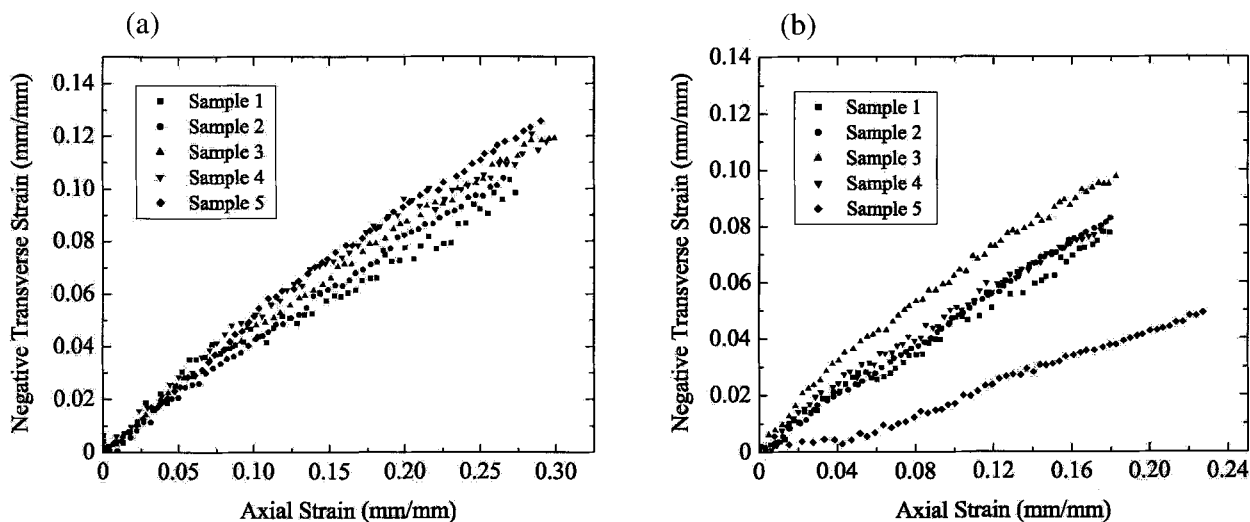 (a)
Negative Transverse Strain (mm/mm)
0.14
0.12
0.10
0.08
0.06
0.04
0.02
0
Sample 1
Sample 2
Sample 3
Sample 4
Sample 5
0 0.05 0.10 0.15 0.20 0.25 0.30
Axial Strain (mm/mm)
(b)
Negative Transverse Strain (mm/mm)
0.14
0.12
0.10
0.08
0.06
0.04
0.02
0
Sample 1
Sample 2
Sample 3
Sample 4
Sample 5
0 0.04 0.08 0.12 0.16 0.20 0.24
Axial Strain (mm/mm)